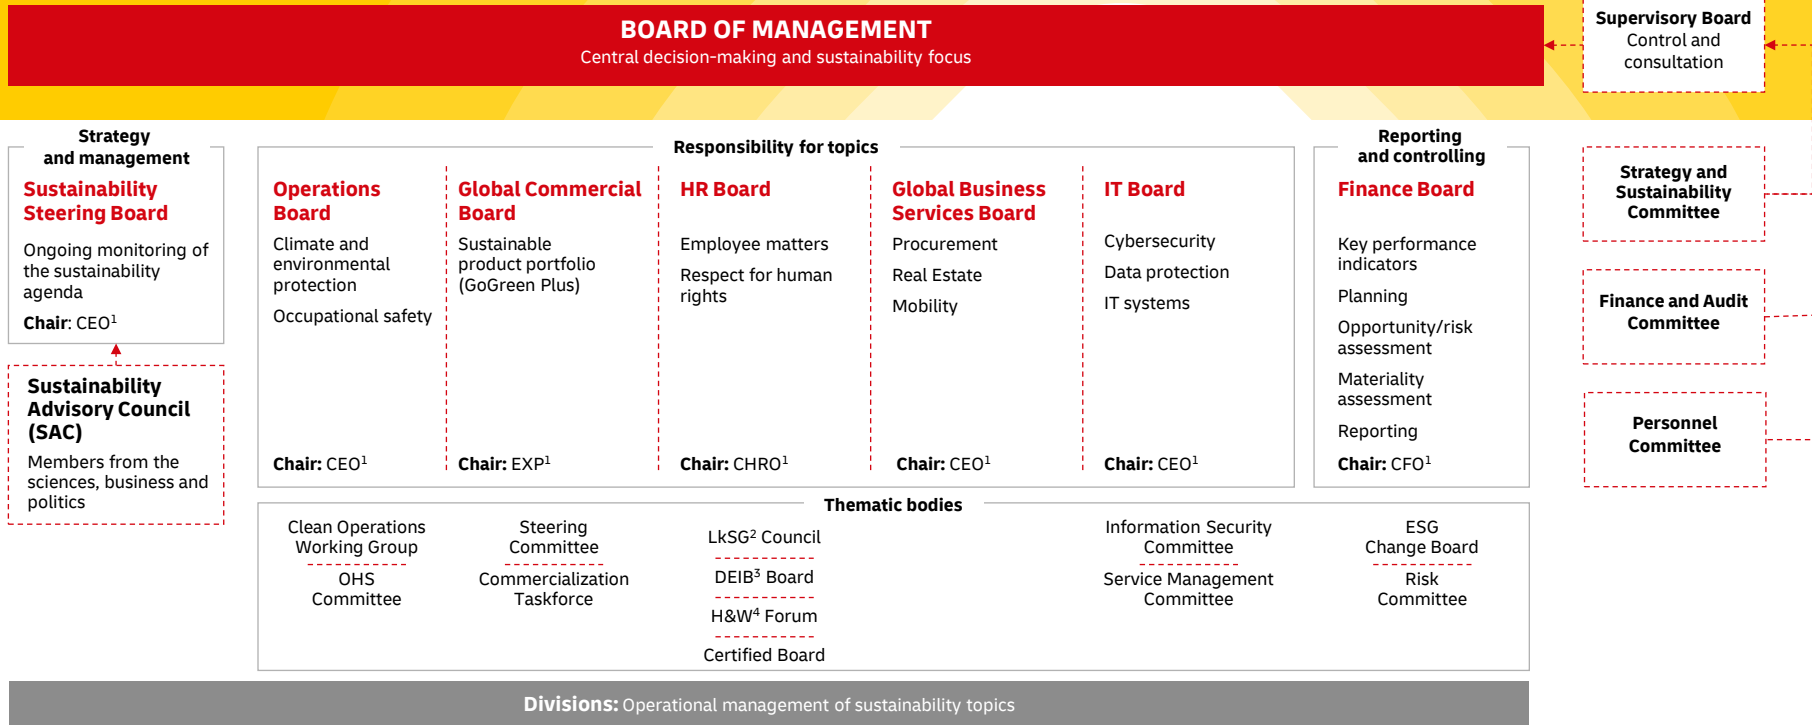 BOARD OF MANAGEMENT
Central decision-making and sustainability focus
Supervisory Board
Control and
consultation
Strategy
and management
Sustainability
Steering Board
Ongoing monitoring of
the sustainability
agenda
Chair: CEO¹
Sustainability
Advisory Council
(SAC)
Members from the
sciences, business and
politics
Responsibility for topics
Operations
Board
Climate and
environmental
protection
Occupational safety
Chair: CEO¹
Global Commercial
Board
Sustainable
product portfolio
(GoGreen Plus)
Chair: EXP¹
HR Board
Employee matters
Respect for human
rights
Chair: CHRO¹
Global Business
Services Board
Procurement
Real Estate
Mobility
Chair: CEO¹
IT Board
Cybersecurity
Data protection
IT systems
Chair: CEO¹
Reporting
and controlling
Finance Board
Key performance
indicators
Planning
Opportunity/risk
assessment
Materiality
assessment
Reporting
Chair: CFO¹
Strategy and
Sustainability
Committee
Finance and Audit
Committee
Personnel
Committee
Thematic bodies
Clean Operations
Working Group
OHS
Committee
Steering
Committee
Commercialization
Taskforce
LkSG² Council
DEIB³ Board
H&W⁴ Forum
Certified Board
Information Security
Committee
Service Management
Committee
ESG
Change Board
Risk
Committee
Divisions: Operational management of sustainability topics